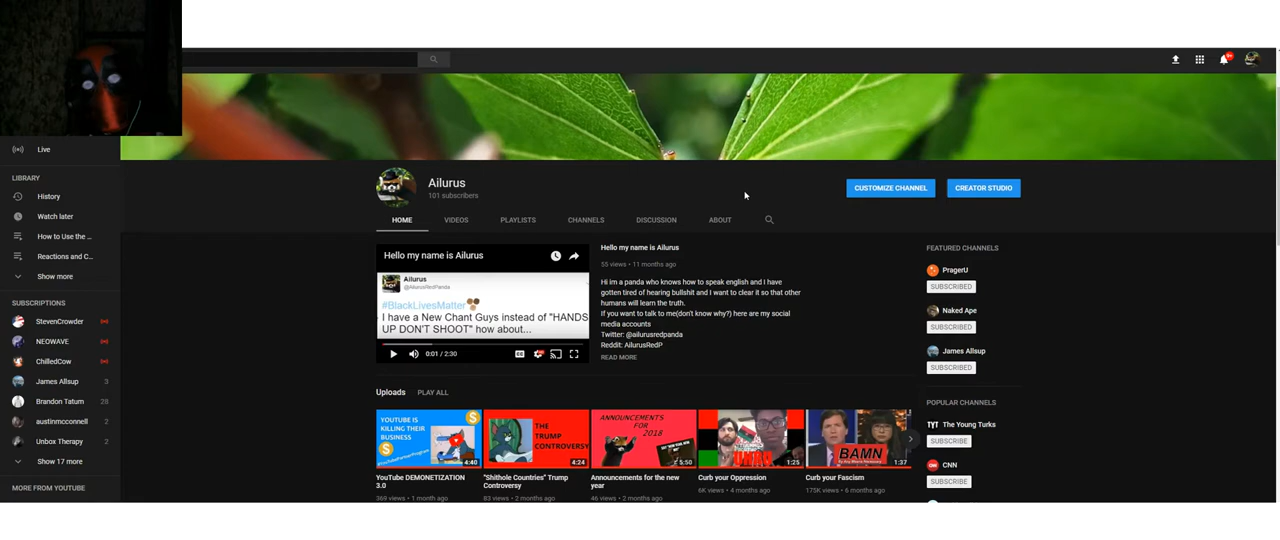 9+
Live
LIBRARY
History
Watch later
How to Use the ...
Reactions and C...
Show more
SUBSCRIPTIONS
StevenCrowder
NEOWAVE
ChilledCow
James Allsup 3
Brandon Tatum 28
austinmcconnell 2
Unbox Therapy 2
Show 17 more
MORE FROM YOUTUBE
Ailurus
101 subscribers
CUSTOMIZE CHANNEL
CREATOR STUDIO
HOME VIDEOS PLAYLISTS CHANNELS DISCUSSION ABOUT
Hello my name is Ailurus
Ailurus
@AilurusRedPanda
#BlackLivesMatter
I have a New Chant Guys instead of "HANDS
UP DON'T SHOOT" how about...
0:01 / 2:30
Hello my name is Ailurus
55 views • 11 months ago
Hi im a panda who knows how to speak english and i have
gotten tired of hearing bullshit and I want to clear it so that other
humans will learn the truth.
If you want to talk to me(don't know why?) here are my social
media accounts
Twitter: @ailurusredpanda
Reddit: AilurusRedP
READ MORE
FEATURED CHANNELS
PragerU
SUBSCRIBED
Naked Ape
SUBSCRIBED
James Allsup
SUBSCRIBED
POPULAR CHANNELS
TYT The Young Turks
SUBSCRIBE
CNN CNN
SUBSCRIBE
Uploads PLAY ALL
YOUTUBE IS
KILLING THEIR
BUSINESS
4:40
YouTube DEMONETIZATION
3.0
369 views • 1 month ago
THE
TRUMP
CONTROVERSY
4:24
"Shithole Countries" Trump
Controversy
83 views • 2 months ago
ANNOUNCEMENTS
FOR 2018
5:50
Announcements for the new
year
46 views • 2 months ago
1:25
Curb your Oppression
6K views • 4 months ago
BAMN
1:37
Curb your Fascism
175K views • 6 months ago